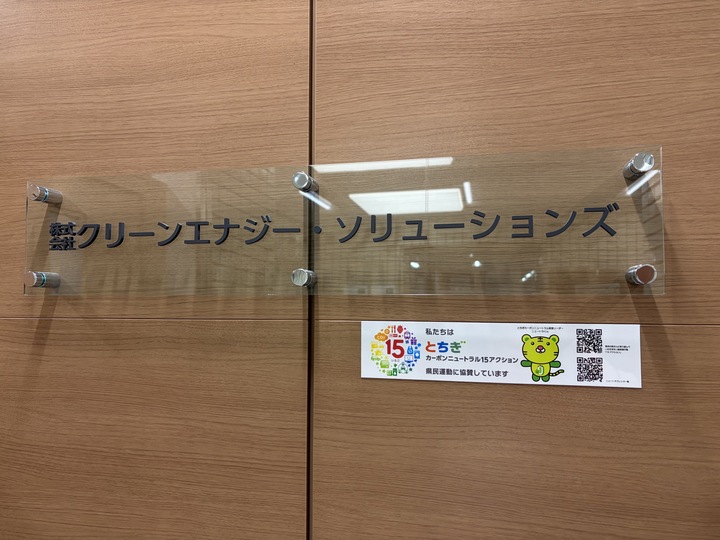 株式会社クリーンエナジー・ソリューションズ
15
私たちは
とちぎ
カーボンニュートラル15アクション
県民運動に協賛しています